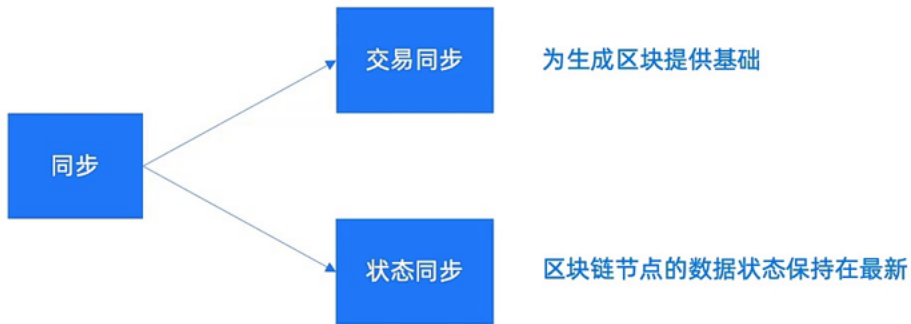 交易同步
为生成区块提供基础
同步
状态同步
区块链节点的数据状态保持在最新